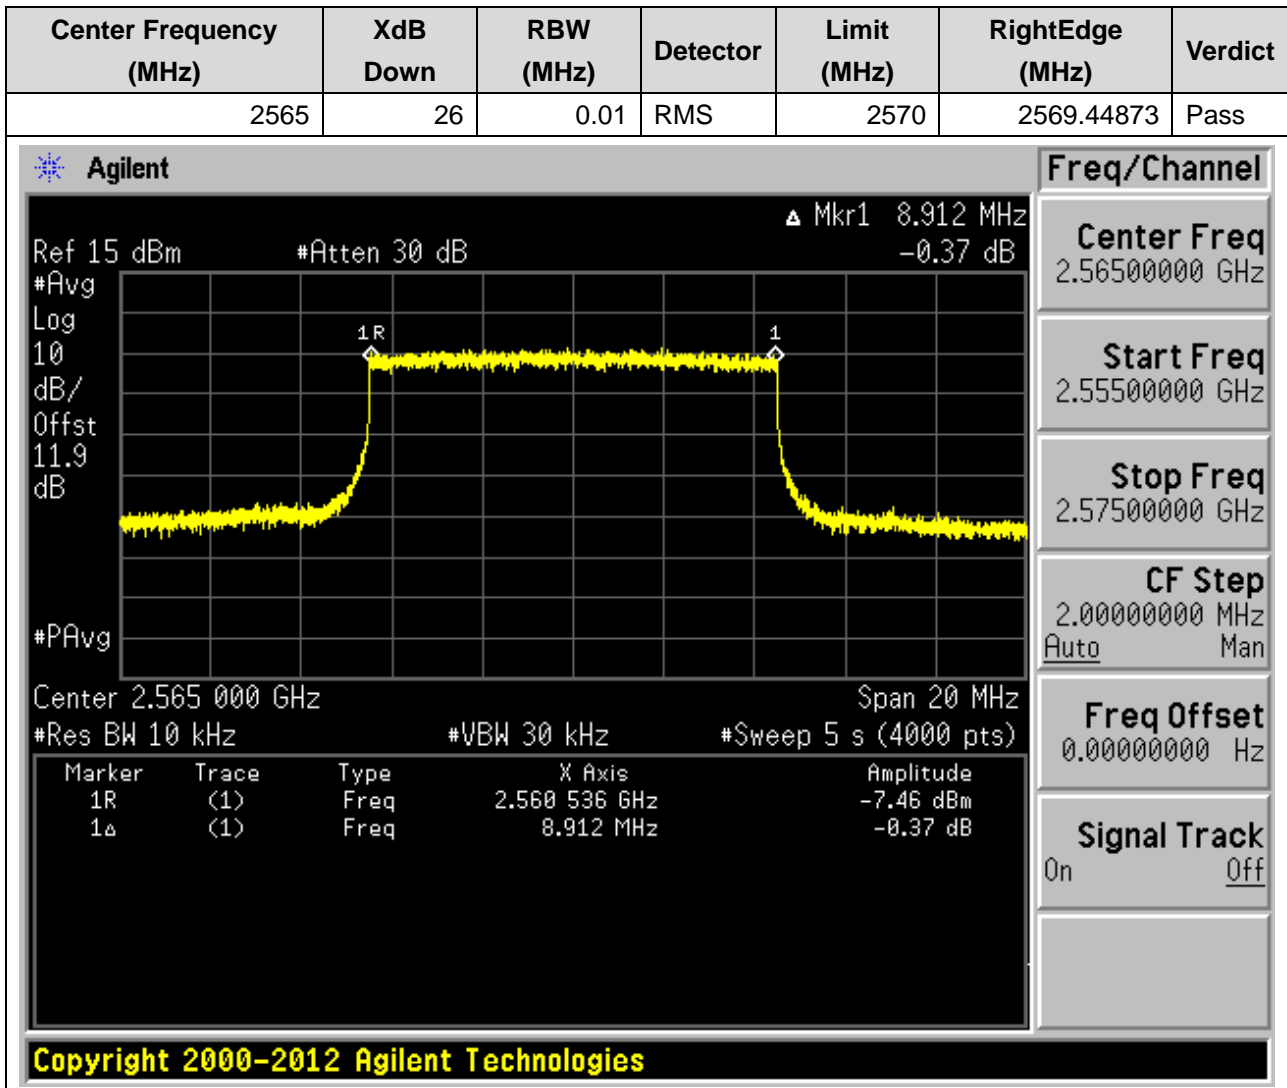 Center Frequency (MHz) XdB Down RBW (MHz) Detector Limit (MHz) RightEdge (MHz) Verdict
2565 26 0.01 RMS 2570 2569.44873 Pass
Agilent
Freq/Channel
Δ Mkr1 8.912 MHz
Ref 15 dBm #Atten 30 dB -0.37 dB
#Avg
Log
10
dB/
Offst
11.9
dB
#PAvg
1R
1
Center 2.565 000 GHz Span 20 MHz
#Res BW 10 kHz #VBW 30 kHz #Sweep 5 s (4000 pts)
Marker Trace Type X Axis Amplitude
1R (1) Freq 2.560 536 GHz -7.46 dBm
1Δ (1) Freq 8.912 MHz -0.37 dB
Center Freq
2.56500000 GHz
Start Freq
2.55500000 GHz
Stop Freq
2.57500000 GHz
CF Step
2.00000000 MHz
Auto Man
Freq Offset
0.00000000 Hz
Signal Track
On Off
Copyright 2000-2012 Agilent Technologies